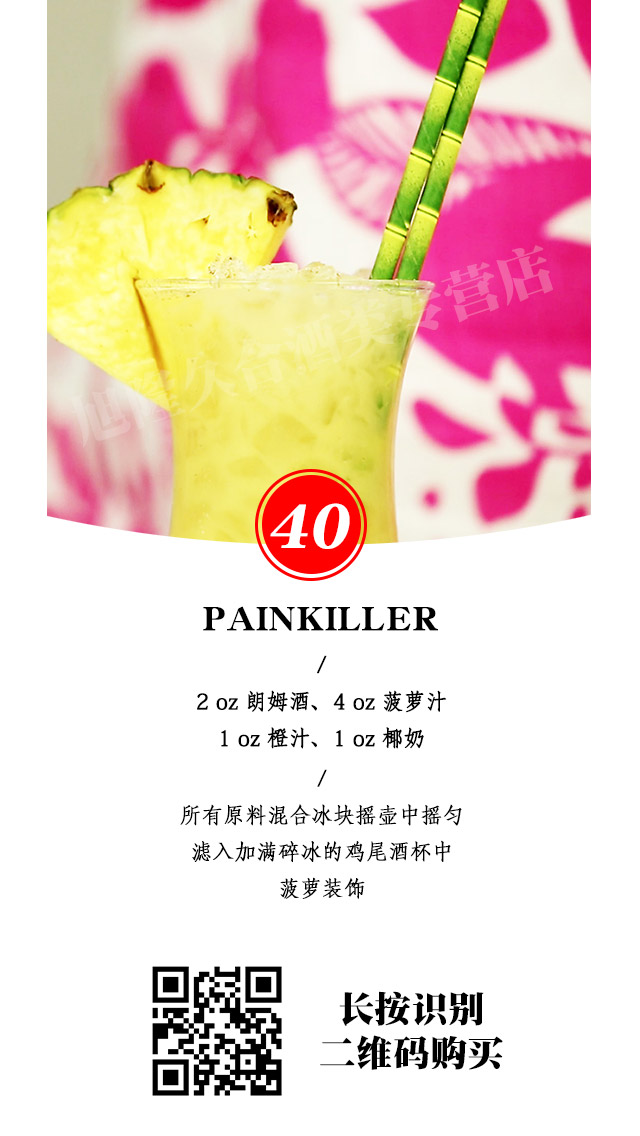 40
PAINKILLER
/
2 oz 朗姆酒、4 oz 菠萝汁
1 oz 橙汁、1 oz 椰奶
/
所有原料混合冰块摇壶中摇匀
滤入加满碎冰的鸡尾酒杯中
菠萝装饰
长按识别
二维码购买